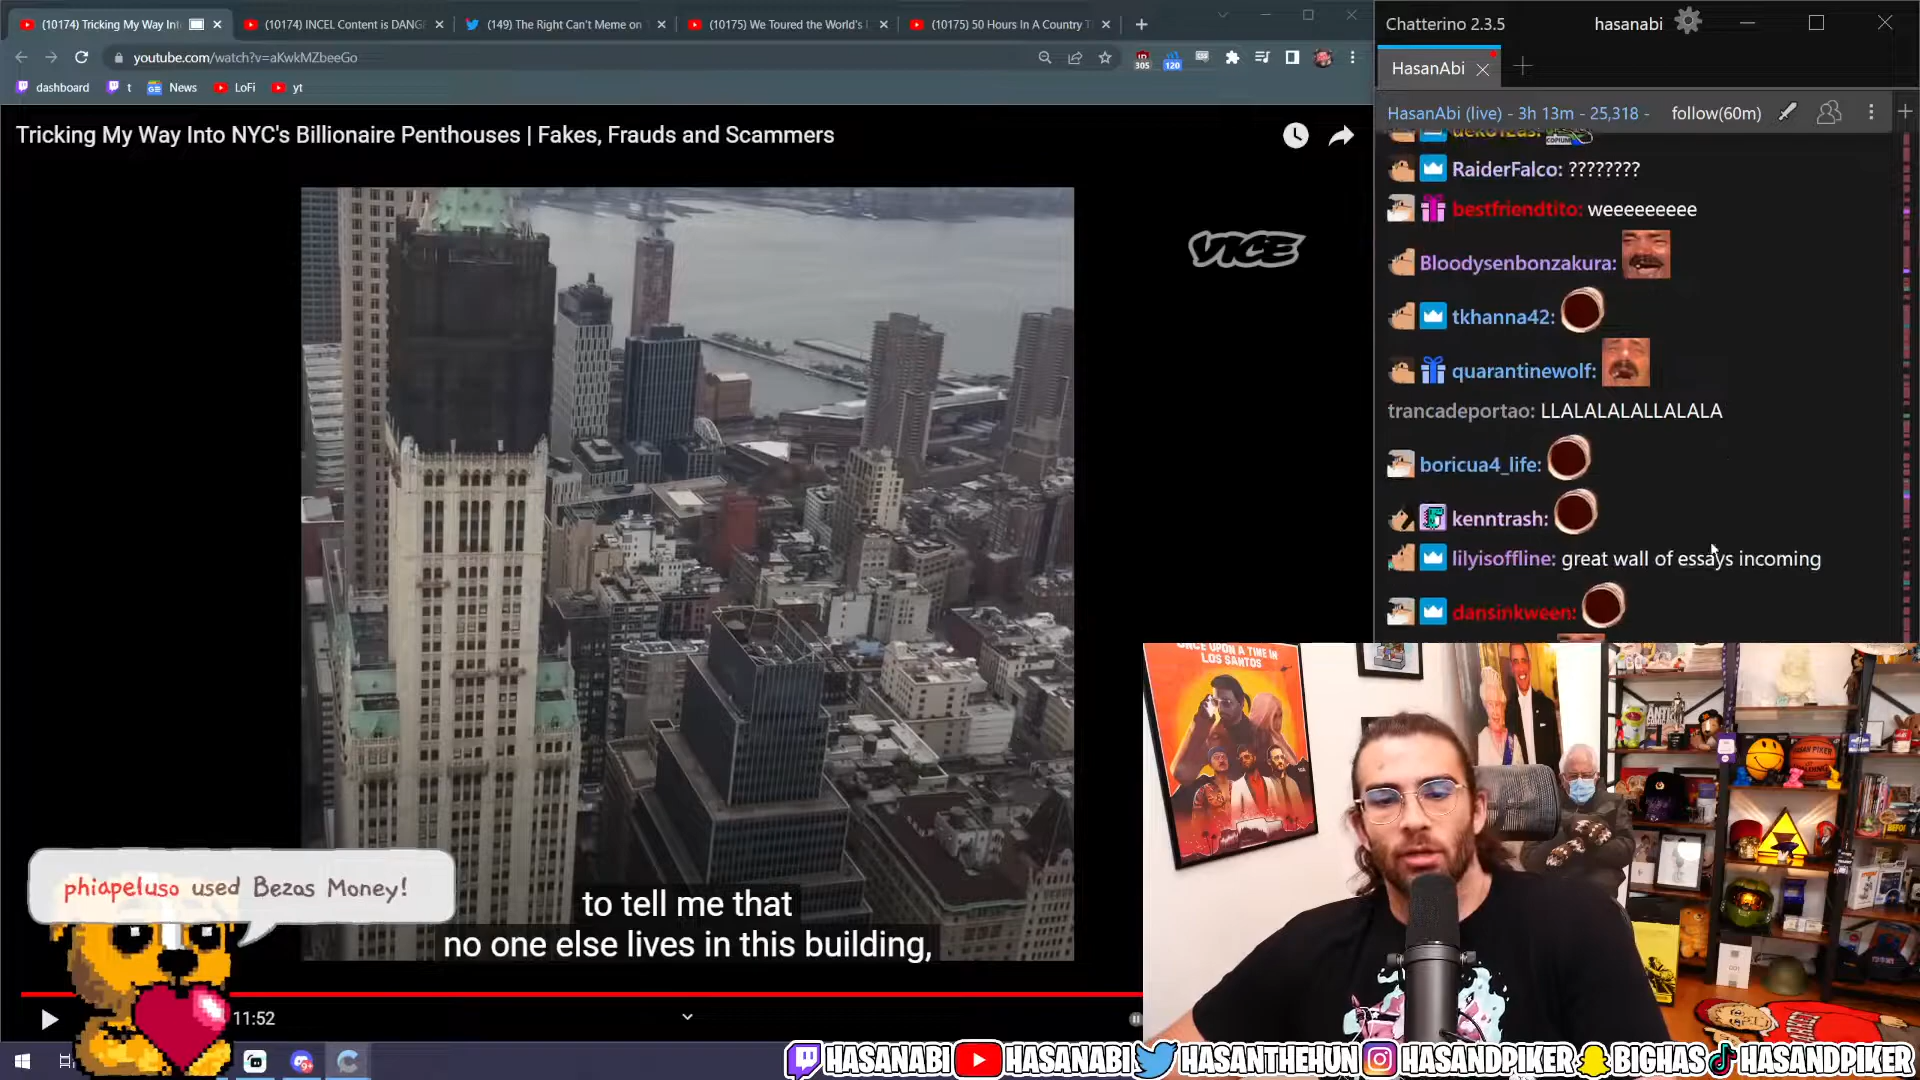 (10174) Tricking My Way Int
(10174) INCEL Content is DANG
(149) The Right Can't Meme on
(10175) We Toured the World's
(10175) 50 Hours In A Country T
youtube.com/watch?v=aKwkMZbeeGo
305
120
dashboard
t
News
LoFi
yt
Tricking My Way Into NYC's Billionaire Penthouses | Fakes, Frauds and Scammers
VICE
to tell me that
no one else lives in this building,
phiapeluso used Bezos Money!
11:52
Chatterino 2.3.5
hasanabi
HasanAbi
HasanAbi (live) - 3h 13m - 25,318 -
follow(60m)
RaiderFalco: ????????
bestfriendtito: weeeeeeeee
Bloodysenbonzakura:
tkhanna42:
quarantinewolf:
trancadeportao: LLALALALALLALALA
boricua4_life:
kenntrash:
lilyisoffline: great wall of essays incoming
dansinkween:
ONCE UPON A TIME IN
LOS SANTOS
HASANABI
HASANABI
HASANTHEHUN
HASANDPIKER
BIGHAS
HASANDPIKER